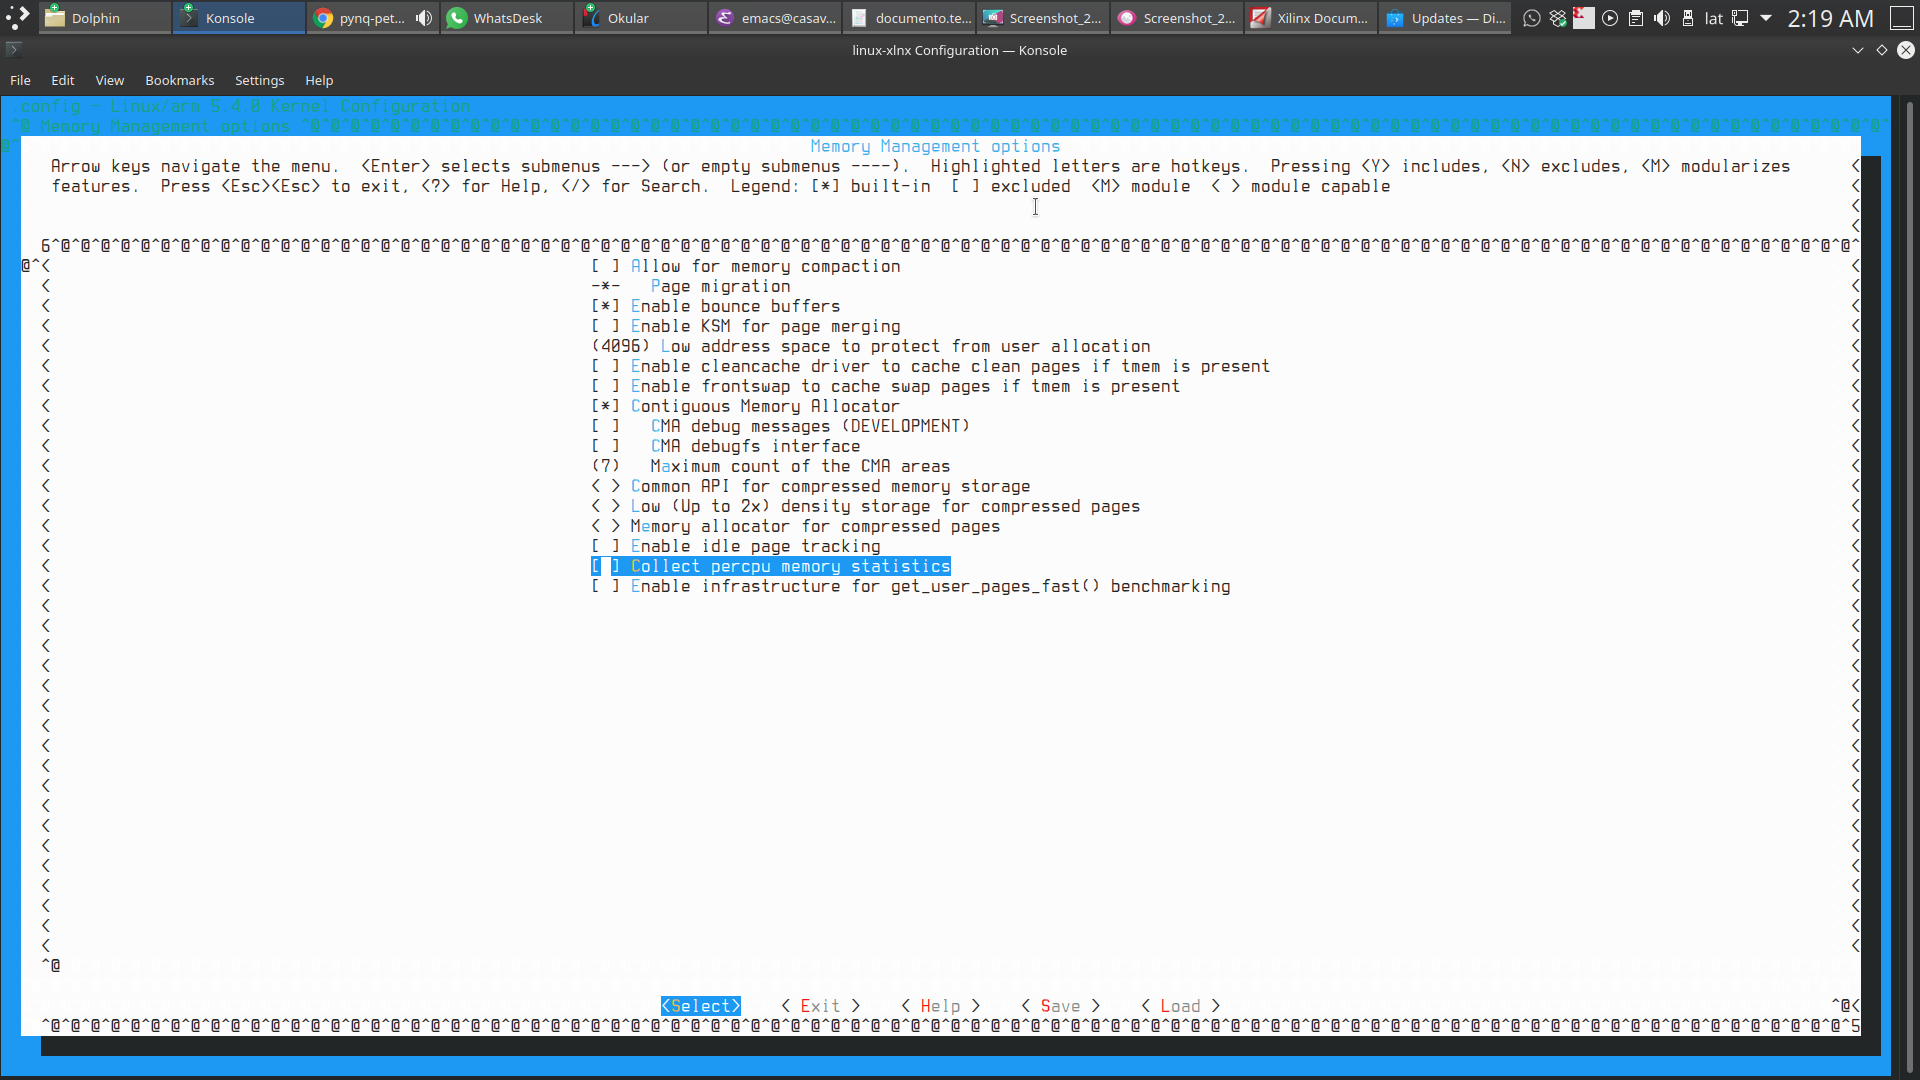 Dolphin
Konsole
pynq-pet...
WhatsDesk
Okular
emacs@casav...
documento.te...
Screenshot_2...
Screenshot_2...
Xilinx Docum...
Updates — Di...
lat
2:19 AM
linux-xlnx Configuration — Konsole
File Edit View Bookmarks Settings Help
.config - Linux/arm 5.4.0 Kernel Configuration
Memory Management options
Memory Management options
Arrow keys navigate the menu.  <Enter> selects submenus ---> (or empty submenus ----).  Highlighted letters are hotkeys.  Pressing <Y> includes, <N> excludes, <M> modularizes
features.  Press <Esc><Esc> to exit, <?> for Help, </> for Search.  Legend: [*] built-in  [ ] excluded  <M> module  < > module capable
[ ] Allow for memory compaction
-*-   Page migration
[*] Enable bounce buffers
[ ] Enable KSM for page merging
(4096) Low address space to protect from user allocation
[ ] Enable cleancache driver to cache clean pages if tmem is present
[ ] Enable frontswap to cache swap pages if tmem is present
[*] Contiguous Memory Allocator
[ ]   CMA debug messages (DEVELOPMENT)
[ ]   CMA debugfs interface
(7)   Maximum count of the CMA areas
< > Common API for compressed memory storage
< > Low (Up to 2x) density storage for compressed pages
< > Memory allocator for compressed pages
[ ] Enable idle page tracking
[ ] Collect percpu memory statistics
[ ] Enable infrastructure for get_user_pages_fast() benchmarking
<Select>    < Exit >    < Help >    < Save >    < Load >